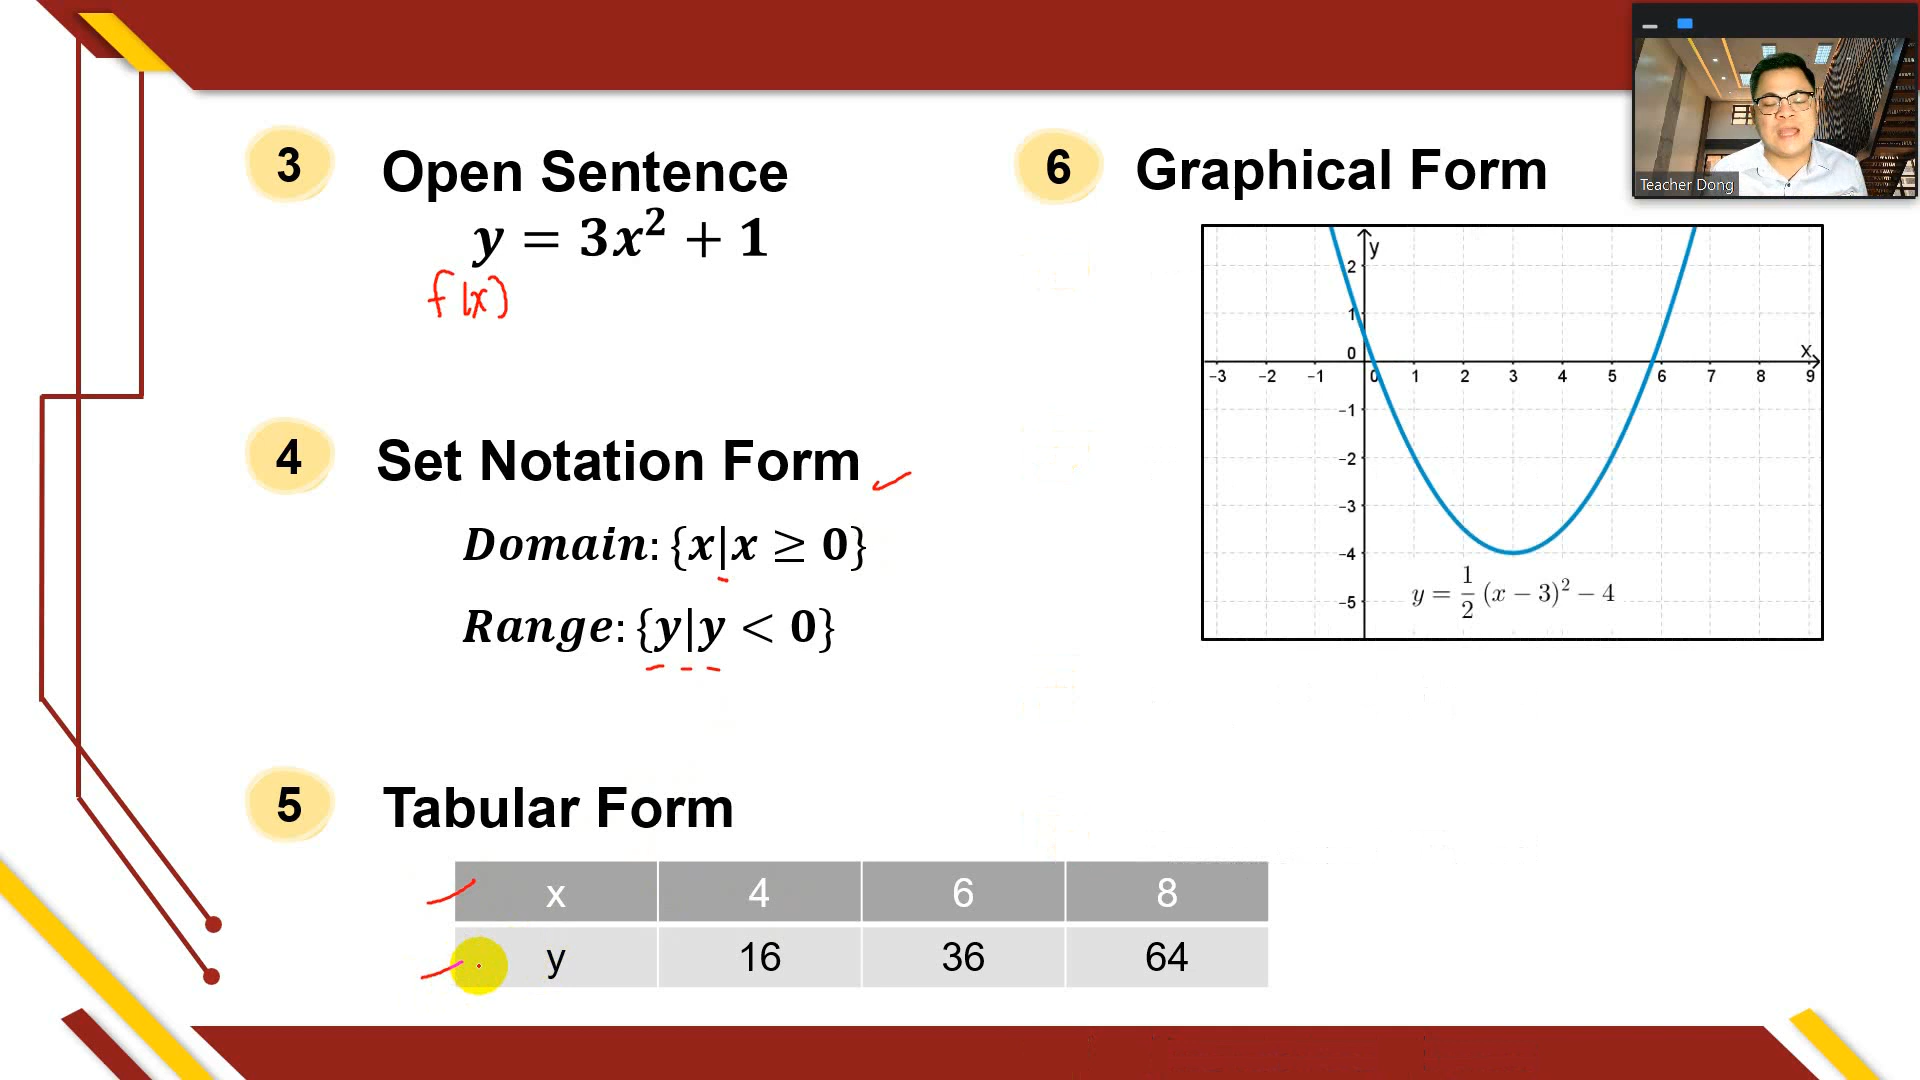 3 Open Sentence
y = 3x² + 1
f(x)
4 Set Notation Form
Domain: {x|x ≥ 0}
Range: {y|y < 0}
5 Tabular Form
x 4 6 8
y 16 36 64
6 Graphical Form
y
2
1
0
x
-3 -2 -1 0 1 2 3 4 5 6 7 8 9
-1
-2
-3
-4
-5
y = 1/2 (x − 3)² − 4
Teacher Dong